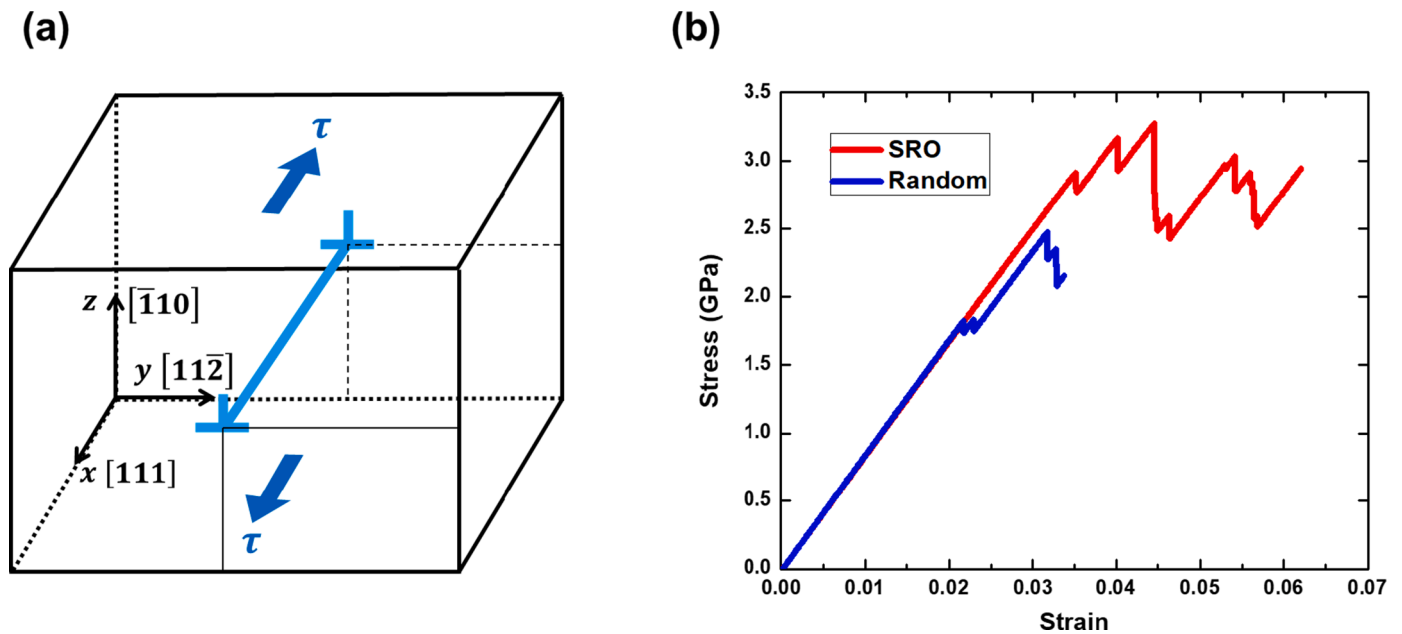 (a)
(b)
τ
z [1̅10]
y [112̅]
x [111]
τ
3.5
3.0
2.5
2.0
1.5
1.0
0.5
0.0
Stress (GPa)
SRO
Random
0.00 0.01 0.02 0.03 0.04 0.05 0.06 0.07
Strain